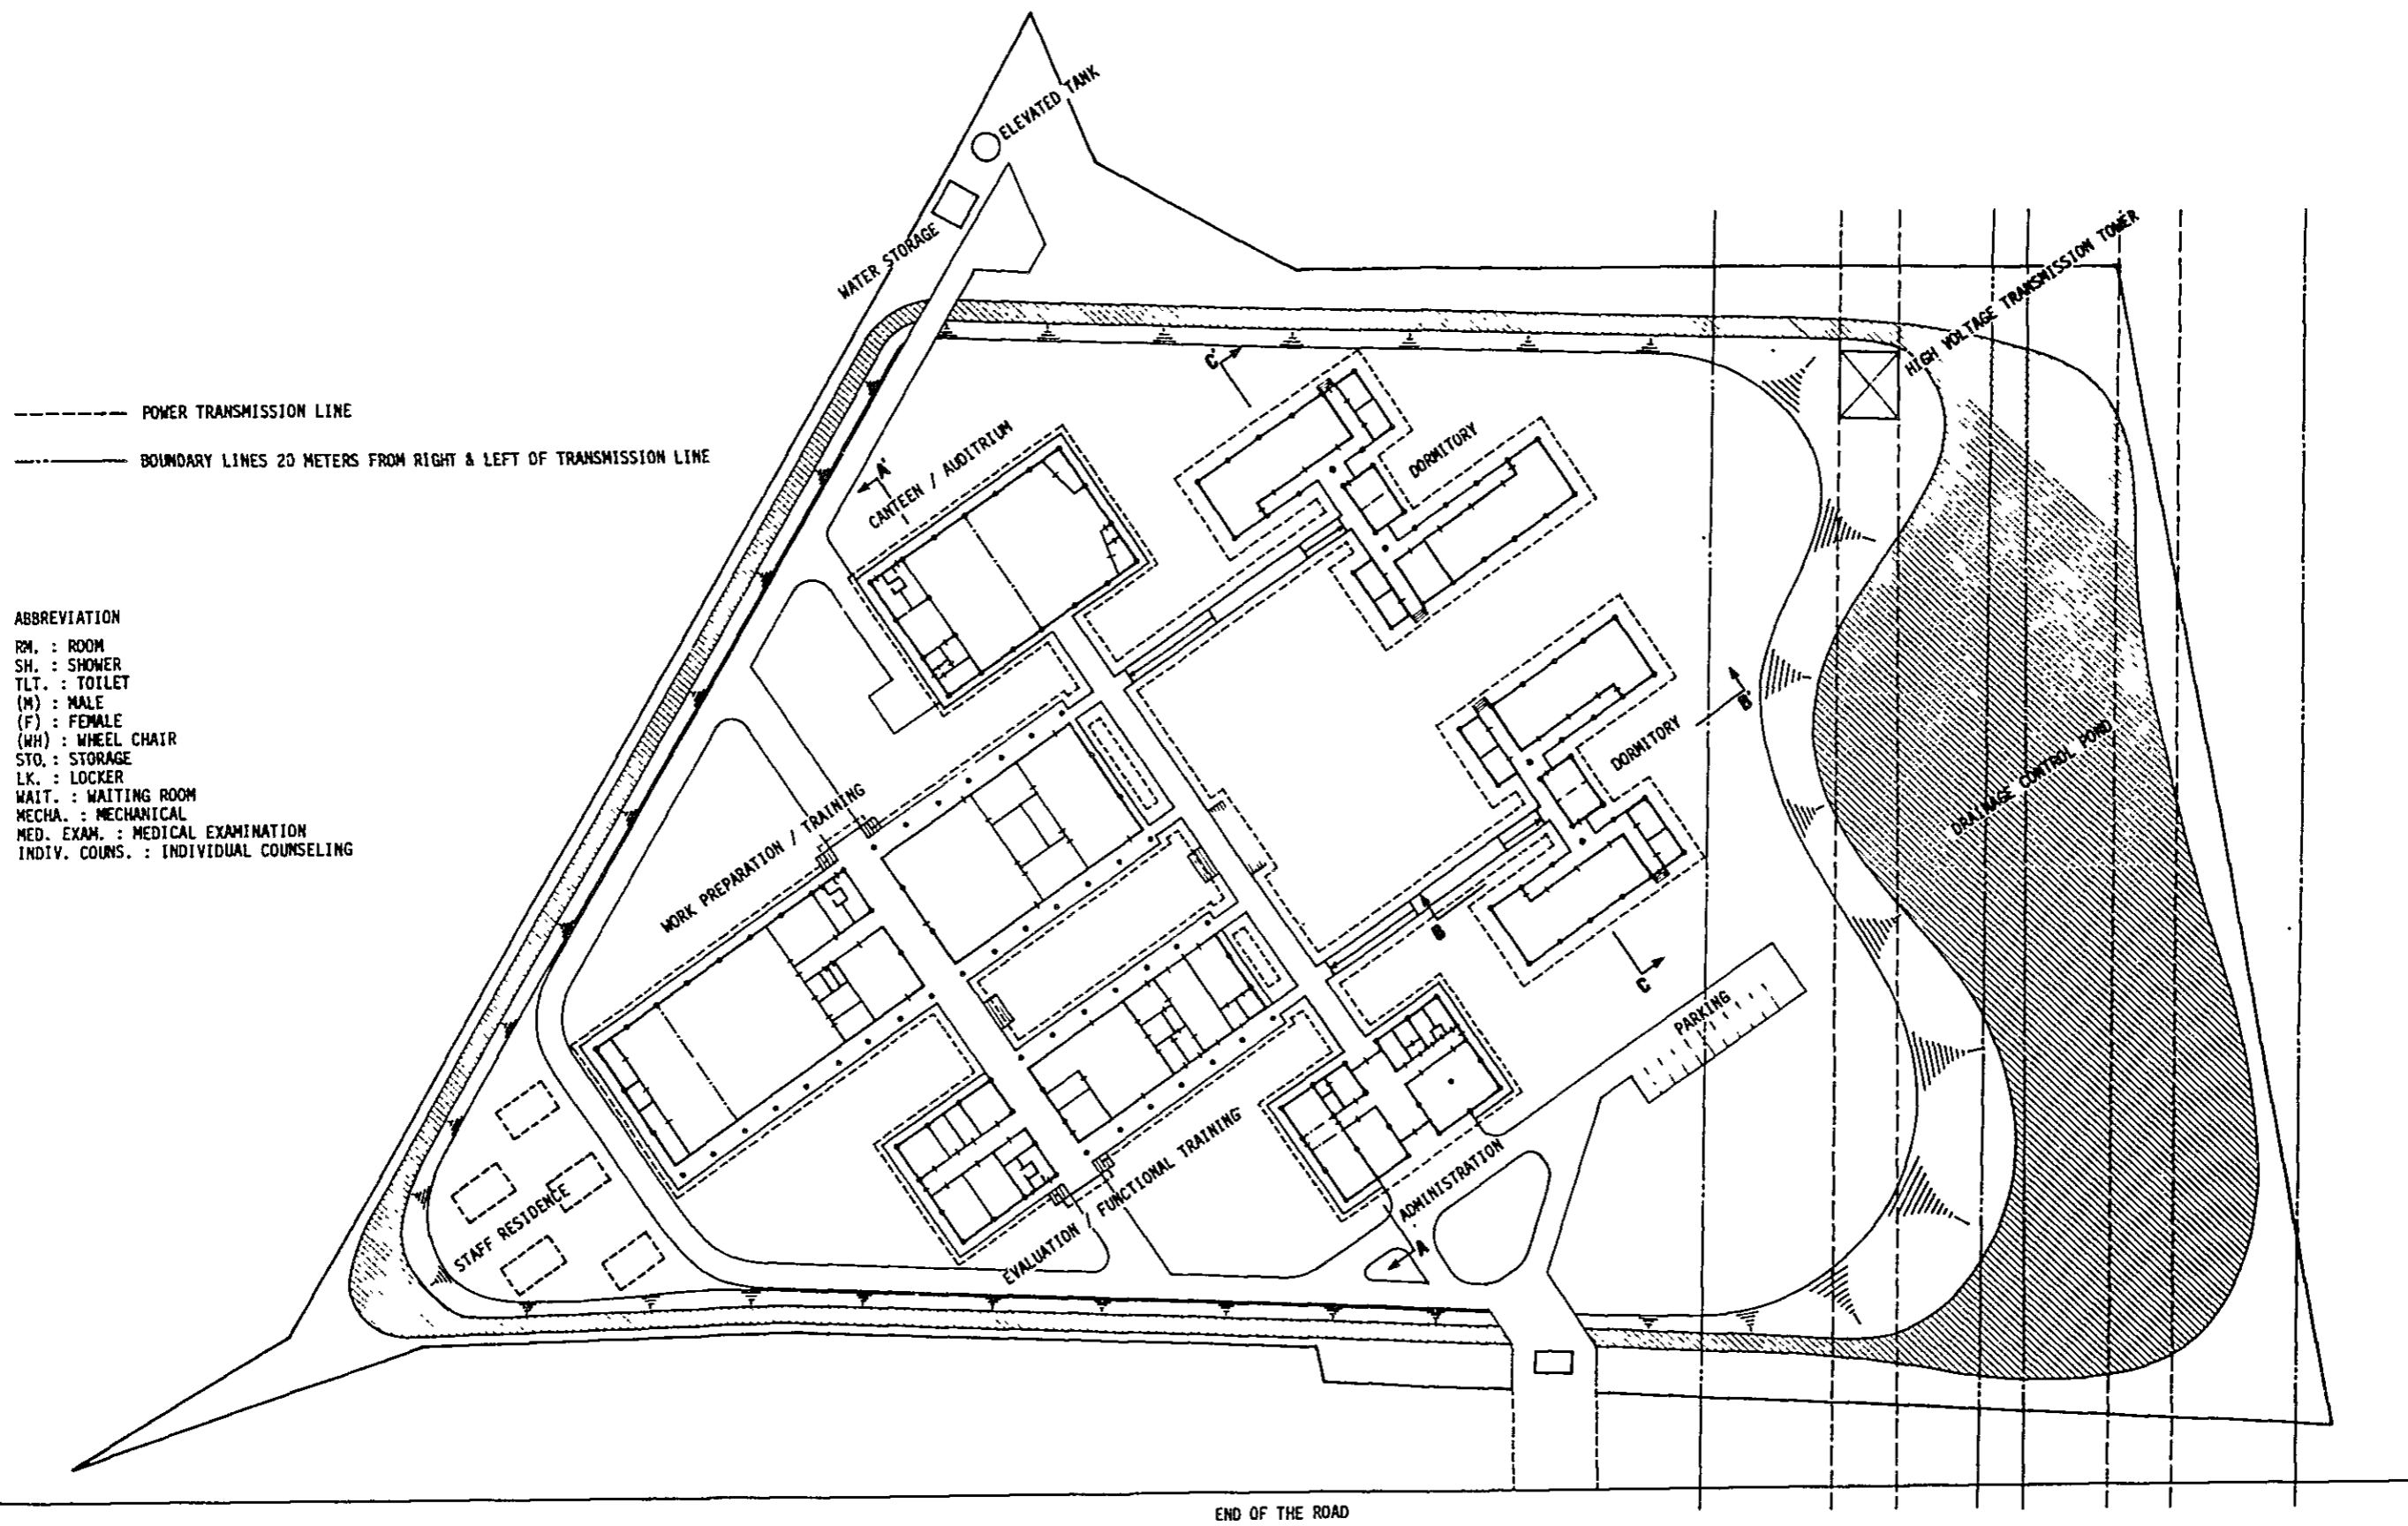 ELEVATED TANK
WATER STORAGE
HIGH VOLTAGE TRANSMISSION TOWER
POWER TRANSMISSION LINE
BOUNDARY LINES 20 METERS FROM RIGHT & LEFT OF TRANSMISSION LINE
C'
DORMITORY
A'
CANTEEN / AUDITRIUM
ABBREVIATION
RM. : ROOM
SH. : SHOWER
TLT. : TOILET
(M) : MALE
(F) : FEMALE
(WH) : WHEEL CHAIR
STO. : STORAGE
LK. : LOCKER
WAIT. : WAITING ROOM
MECHA. : MECHANICAL
MED. EXAM. : MEDICAL EXAMINATION
INDIV. COUNS. : INDIVIDUAL COUNSELING
B'
DORMITORY
DRAINAGE CONTROL POND
WORK PREPARATION / TRAINING
B
C
PARKING
STAFF RESIDENCE
EVALUATION / FUNCTIONAL TRAINING
ADMINISTRATION
A
END OF THE ROAD